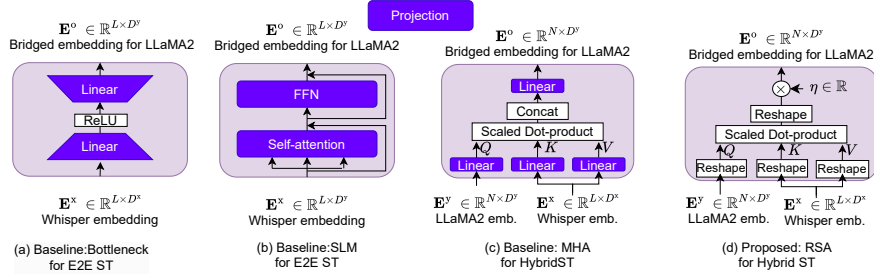 Projection
E° ∈ ℝ^{L×D^y}
Bridged embedding for LLaMA2
Linear
ReLU
Linear
E^x ∈ ℝ^{L×D^x}
Whisper embedding
(a) Baseline:Bottleneck
for E2E ST
E° ∈ ℝ^{L×D^y}
Bridged embedding for LLaMA2
FFN
Self-attention
E^x ∈ ℝ^{L×D^x}
Whisper embedding
(b) Baseline:SLM
for E2E ST
E° ∈ ℝ^{N×D^y}
Bridged embedding for LLaMA2
Linear
Concat
Scaled Dot-product
Q K V
Linear Linear Linear
E^y ∈ ℝ^{N×D^y} E^x ∈ ℝ^{L×D^x}
LLaMA2 emb. Whisper emb.
(c) Baseline: MHA
for HybridST
E° ∈ ℝ^{N×D^y}
Bridged embedding for LLaMA2
× η ∈ ℝ
Reshape
Scaled Dot-product
Q K V
Reshape Reshape Reshape
E^y ∈ ℝ^{N×D^y} E^x ∈ ℝ^{L×D^x}
LLaMA2 emb. Whisper emb.
(d) Proposed: RSA
for Hybrid ST